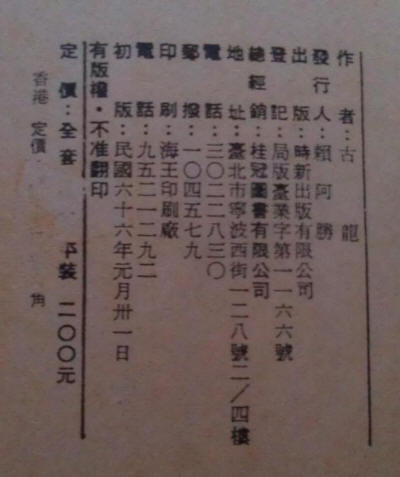 作者：古龍
發行人：賴阿勝
出版：時新出版有限公司
登記：局版臺業字第一一六六號
總經銷：桂冠圖書有限公司
地址：臺北市寧波西街一二八號二／四樓
電話：三〇二二八三〇
郵撥：一〇四五七九
印刷：海王印刷廠
電話：九五二一二九二
初版：民國六十六年元月卅一日
有版權・不准翻印
定價：全套 平裝 二〇〇元
香港 定價 角